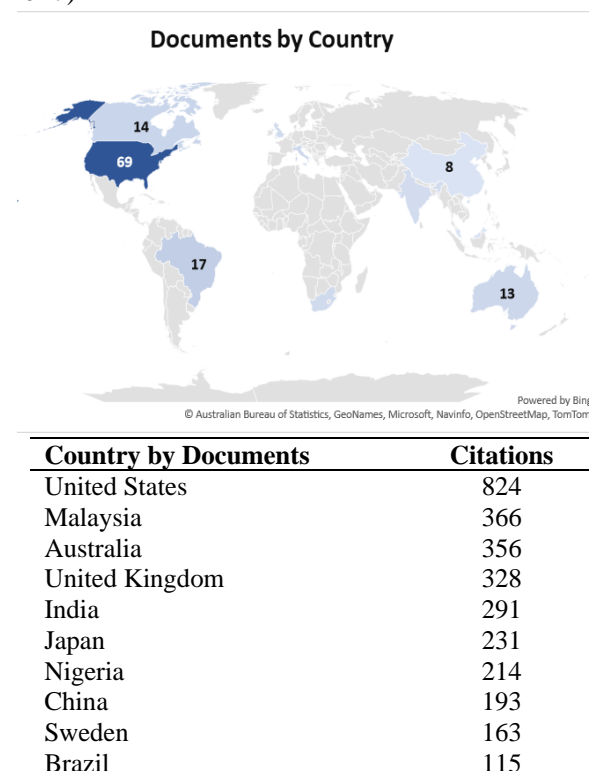 Documents by Country
14
69
8
17
13
Powered by Bing
© Australian Bureau of Statistics, GeoNames, Microsoft, Navinfo, OpenStreetMap, TomTom
Country by Documents Citations
United States 824
Malaysia 366
Australia 356
United Kingdom 328
India 291
Japan 231
Nigeria 214
China 193
Sweden 163
Brazil 115